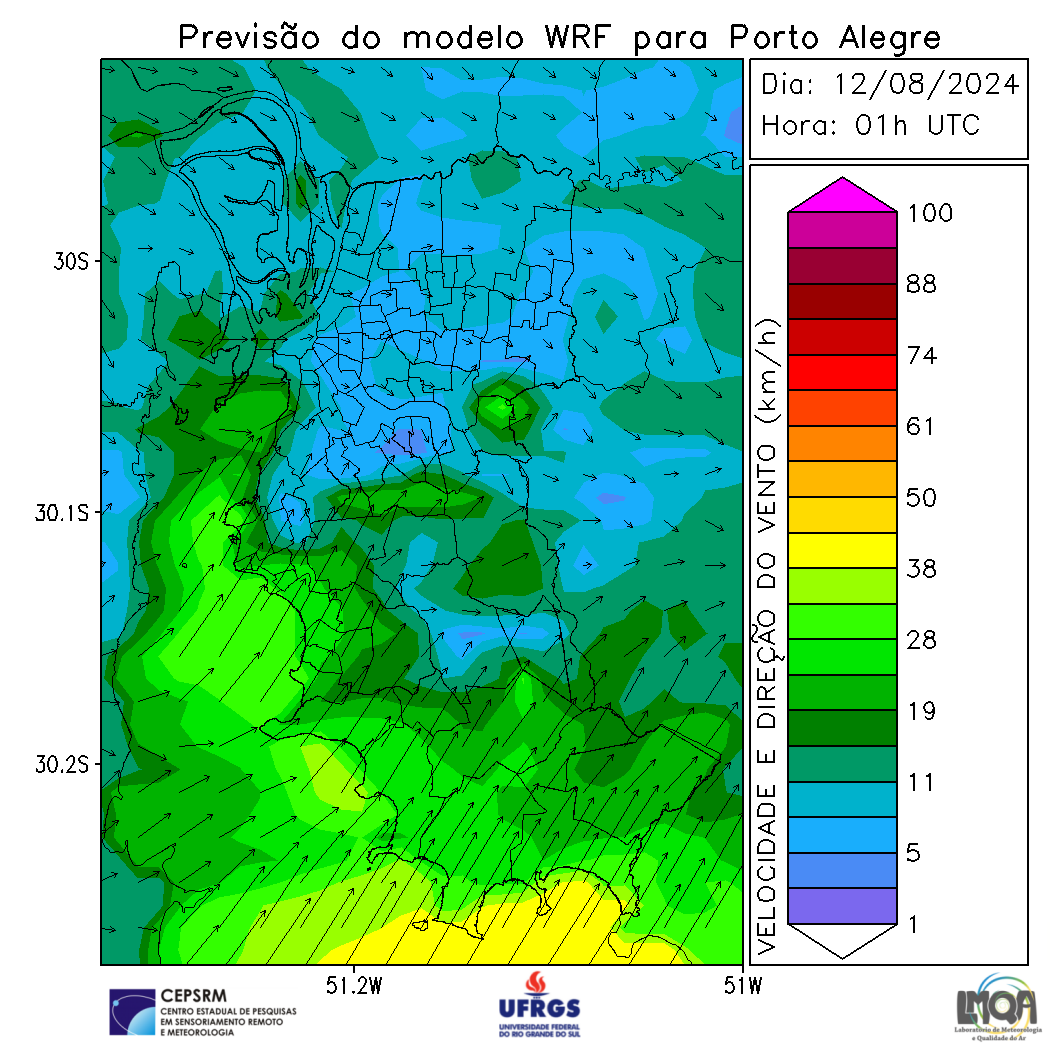 Previsão do modelo WRF para Porto Alegre
Dia: 12/08/2024
Hora: 01h UTC
30S
30.1S
30.2S
51.2W
51W
VELOCIDADE E DIREÇÃO DO VENTO (km/h)
100
88
74
61
50
38
28
19
11
5
1
CEPSRM
CENTRO ESTADUAL DE PESQUISAS
EM SENSORIAMENTO REMOTO
E METEOROLOGIA
UFRGS
UNIVERSIDADE FEDERAL
DO RIO GRANDE DO SUL
LMQA
Laboratório de Meteorologia
e Qualidade do Ar